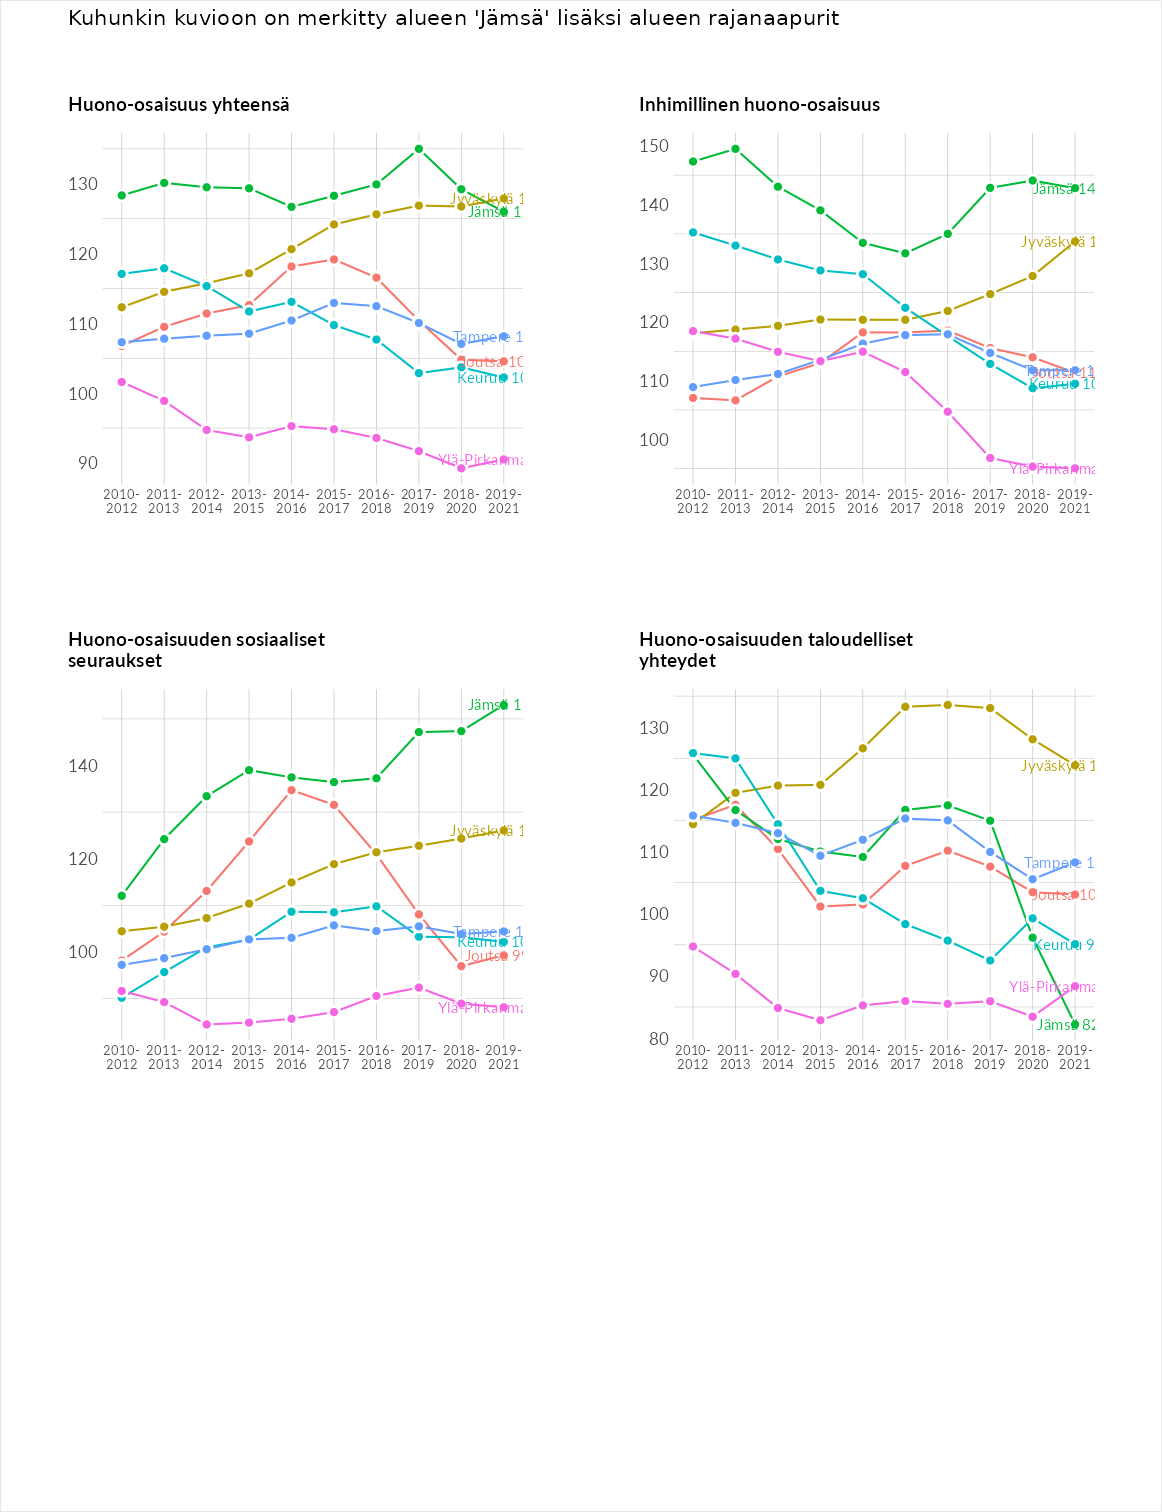 Kuhunkin kuvioon on merkitty alueen 'Jämsä' lisäksi alueen rajanaapurit
Huono-osaisuus yhteensä
130
120
110
100
90
Jyväskylä 1
Jämsä 1
Tampere 1
Joutsa 10
Keuruu 10
Ylä-Pirkanma
2010-2012 2011-2013 2012-2014 2013-2015 2014-2016 2015-2017 2016-2018 2017-2019 2018-2020 2019-2021
Inhimillinen huono-osaisuus
150
140
130
120
110
100
Jämsä 14
Jyväskylä 1
Tampere 1
Joutsa 11
Keuruu 10
Ylä-Pirkanma
2010-2012 2011-2013 2012-2014 2013-2015 2014-2016 2015-2017 2016-2018 2017-2019 2018-2020 2019-2021
Huono-osaisuuden sosiaaliset
seuraukset
140
120
100
Jämsä 1
Jyväskylä 1
Tampere 1
Keuruu 10
Joutsa 99
Ylä-Pirkanma
2010-2012 2011-2013 2012-2014 2013-2015 2014-2016 2015-2017 2016-2018 2017-2019 2018-2020 2019-2021
Huono-osaisuuden taloudelliset
yhteydet
130
120
110
100
90
80
Jyväskylä 1
Tampere 1
Joutsa 10
Keuruu 9
Ylä-Pirkanma
Jämsä 82
2010-2012 2011-2013 2012-2014 2013-2015 2014-2016 2015-2017 2016-2018 2017-2019 2018-2020 2019-2021